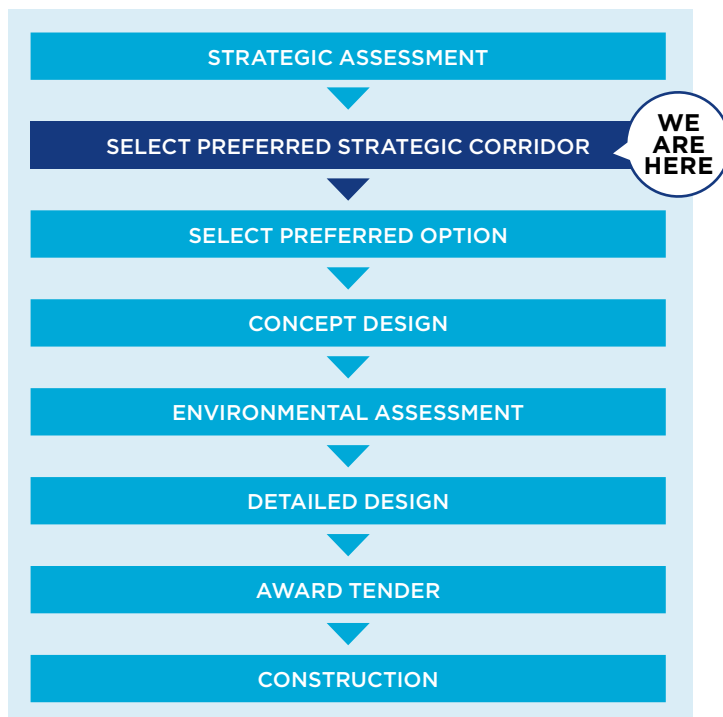 STRATEGIC ASSESSMENT
SELECT PREFERRED STRATEGIC CORRIDOR
WE
ARE
HERE
SELECT PREFERRED OPTION
CONCEPT DESIGN
ENVIRONMENTAL ASSESSMENT
DETAILED DESIGN
AWARD TENDER
CONSTRUCTION